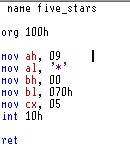 name five_stars
org 100h
mov ah, 09
mov al, '*'
mov bh, 00
mov bl, 070h
mov cx, 05
int 10h
ret